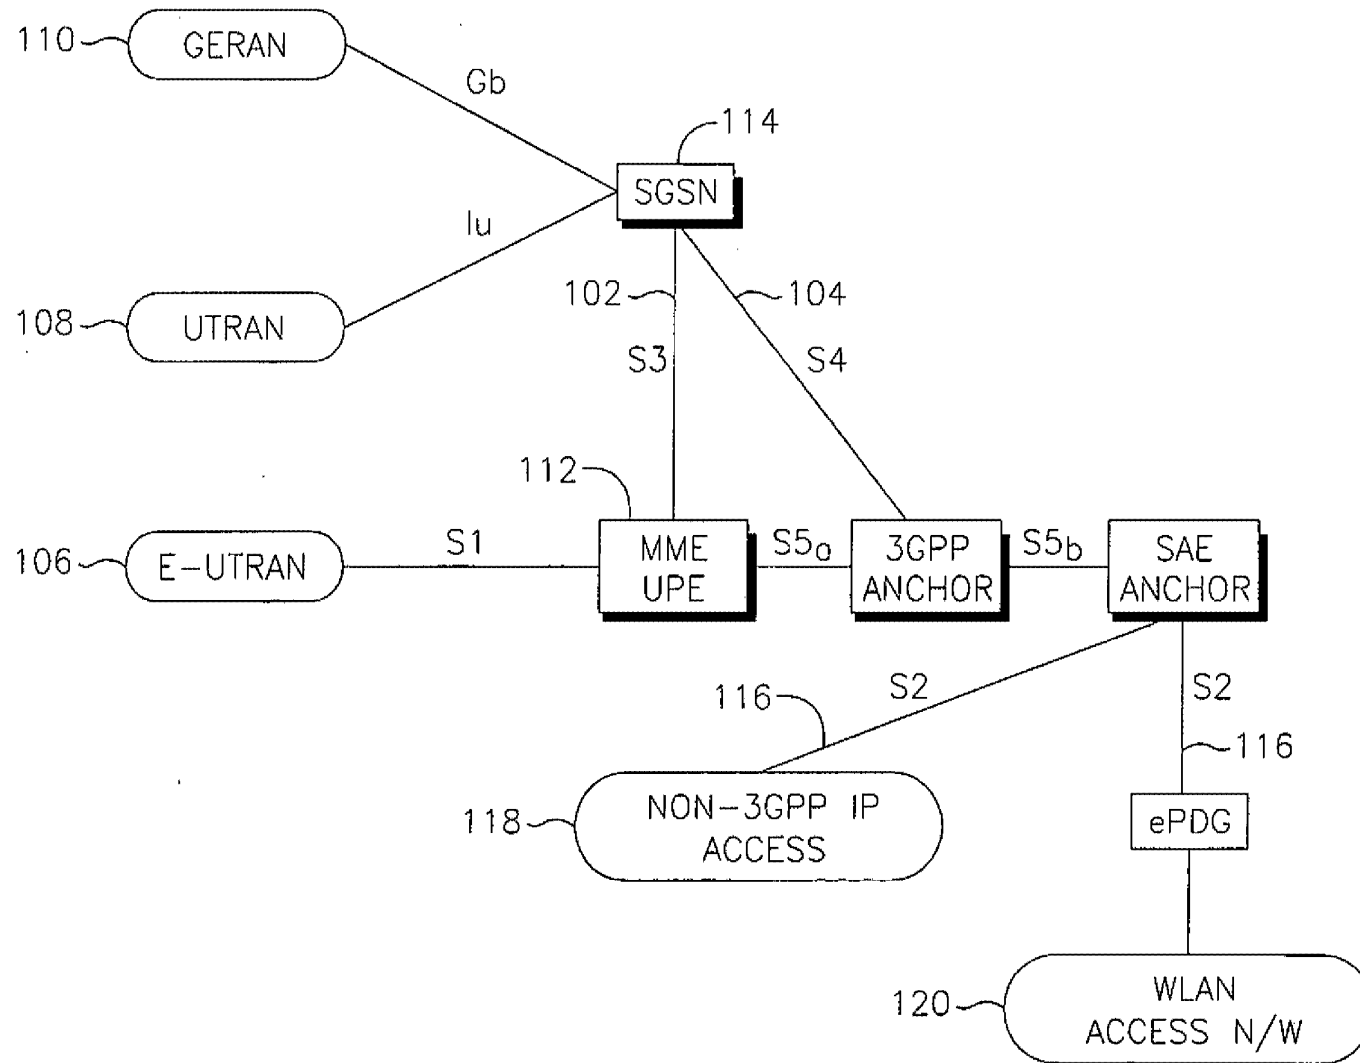 110
GERAN
Gb
114
SGSN
Iu
108
UTRAN
102
104
S3
S4
112
106
E-UTRAN
S1
MME
UPE
S5a
3GPP
ANCHOR
S5b
SAE
ANCHOR
116
S2
S2
116
118
NON-3GPP IP
ACCESS
ePDG
120
WLAN
ACCESS N/W